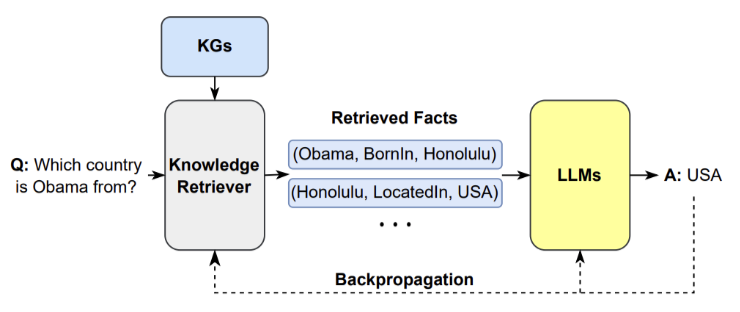 KGs
Q: Which country
is Obama from?
Knowledge
Retriever
Retrieved Facts
(Obama, BornIn, Honolulu)
(Honolulu, LocatedIn, USA)
...
LLMs
A: USA
Backpropagation